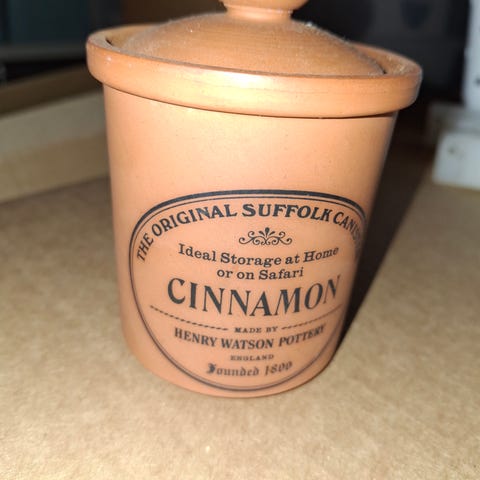 THE ORIGINAL SUFFOLK CANISTER
Ideal Storage at Home
or on Safari
CINNAMON
MADE BY
HENRY WATSON POTTERY
ENGLAND
Founded 1800